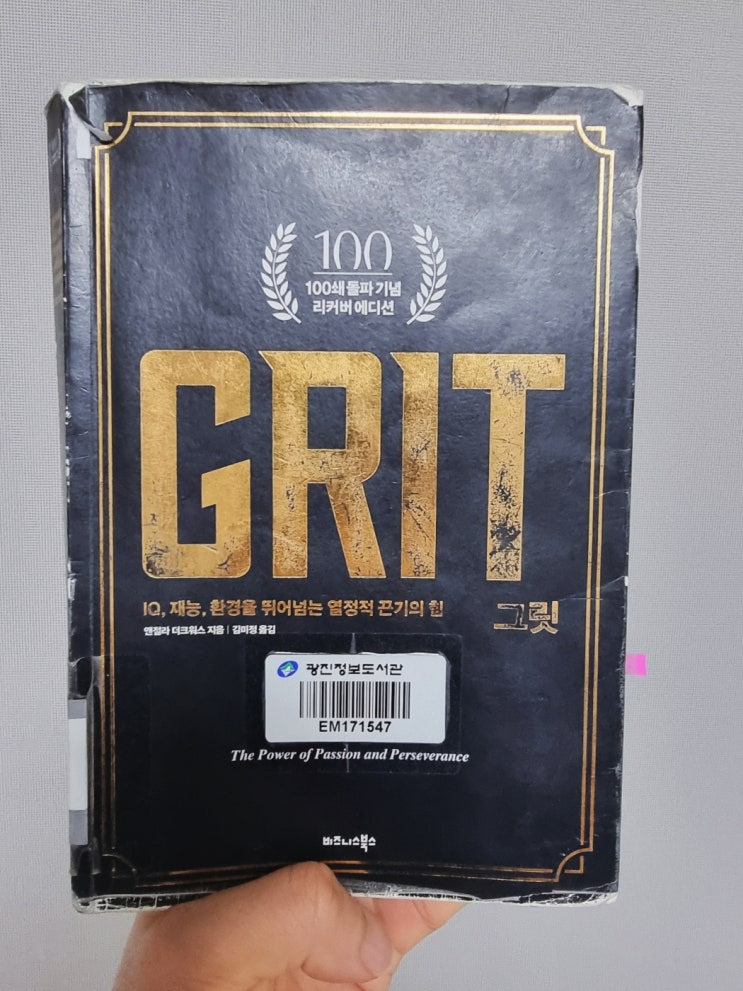 100
100쇄 돌파 기념
리커버 에디션
GRIT
IQ, 재능, 환경을 뛰어넘는 열정적 끈기의 힘
그릿
앤절라 더크워스 지음 | 김미정 옮김
광진정보도서관
EM171547
The Power of Passion and Perseverance
비즈니스북스